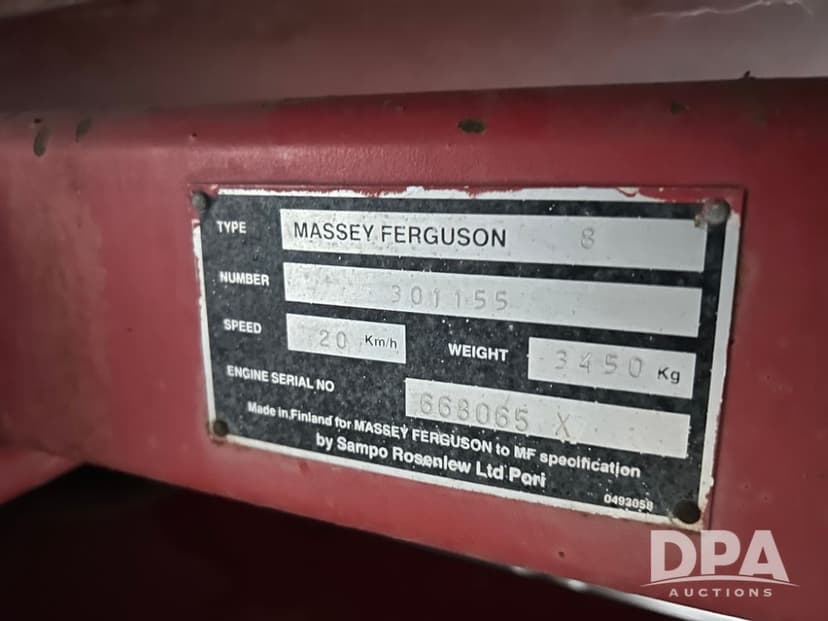 TYPE MASSEY FERGUSON 8
NUMBER 301155
SPEED 20 Km/h WEIGHT 3450 Kg
ENGINE SERIAL NO 668065 X
Made in Finland for MASSEY FERGUSON to MF specification
by Sampo Rosenlew Ltd Pori
0492058
DPA
AUCTIONS